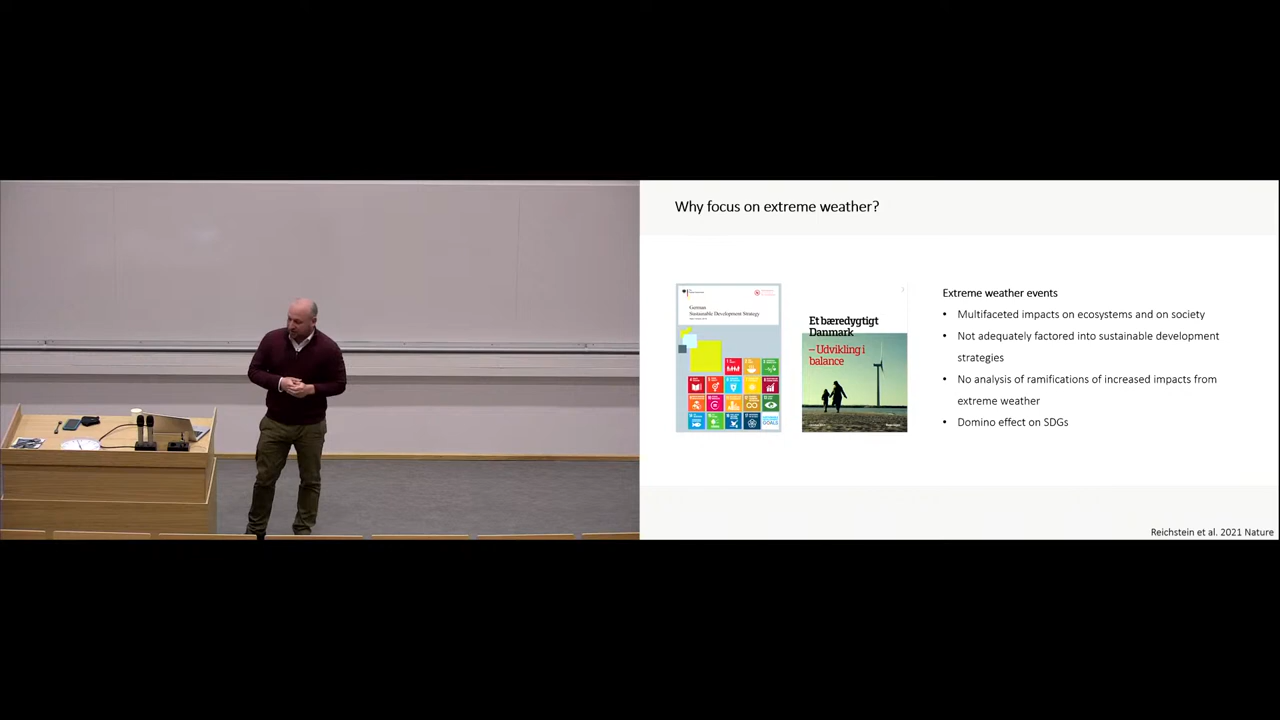 Why focus on extreme weather?
German
Sustainable Development Strategy
Et bæredygtigt
Danmark
– Udvikling i
balance
Extreme weather events
• Multifaceted impacts on ecosystems and on society
• Not adequately factored into sustainable development
strategies
• No analysis of ramifications of increased impacts from
extreme weather
• Domino effect on SDGs
Reichstein et al. 2021 Nature